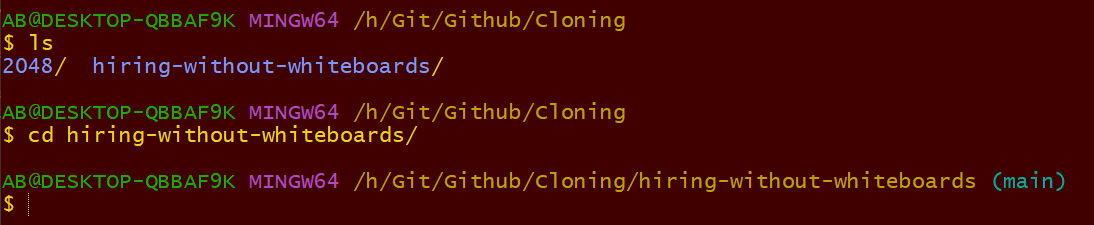 AB@DESKTOP-QBBAF9K MINGW64 /h/Git/Github/Cloning
$ ls
2048/  hiring-without-whiteboards/
AB@DESKTOP-QBBAF9K MINGW64 /h/Git/Github/Cloning
$ cd hiring-without-whiteboards/
AB@DESKTOP-QBBAF9K MINGW64 /h/Git/Github/Cloning/hiring-without-whiteboards (main)
$